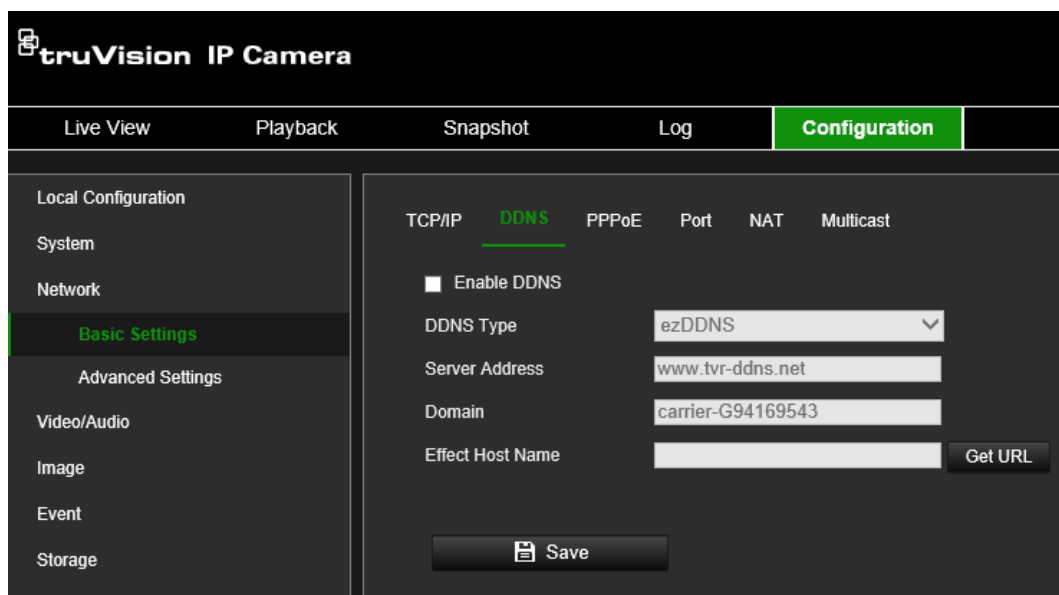 truVision IP Camera
Live View Playback Snapshot Log Configuration
Local Configuration
System
Network
Basic Settings
Advanced Settings
Video/Audio
Image
Event
Storage
TCP/IP DDNS PPPoE Port NAT Multicast
Enable DDNS
DDNS Type ezDDNS
Server Address www.tvr-ddns.net
Domain carrier-G94169543
Effect Host Name Get URL
Save